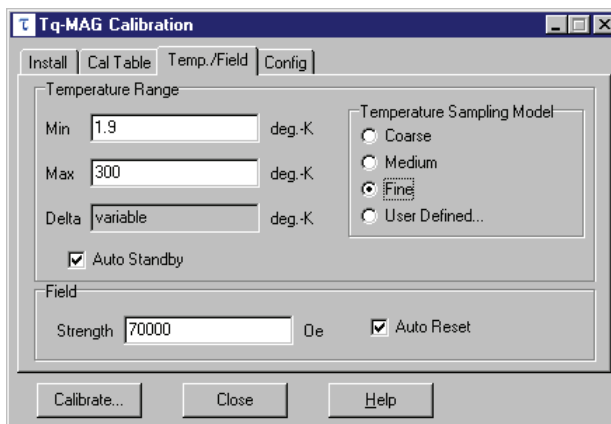 τ Tq-MAG Calibration
Install Cal Table Temp./Field Config
Temperature Range
Min 1.9 deg.-K
Max 300 deg.-K
Delta variable deg.-K
Auto Standby
Temperature Sampling Model
Coarse
Medium
Fine
User Defined...
Field
Strength 70000 Oe Auto Reset
Calibrate... Close Help